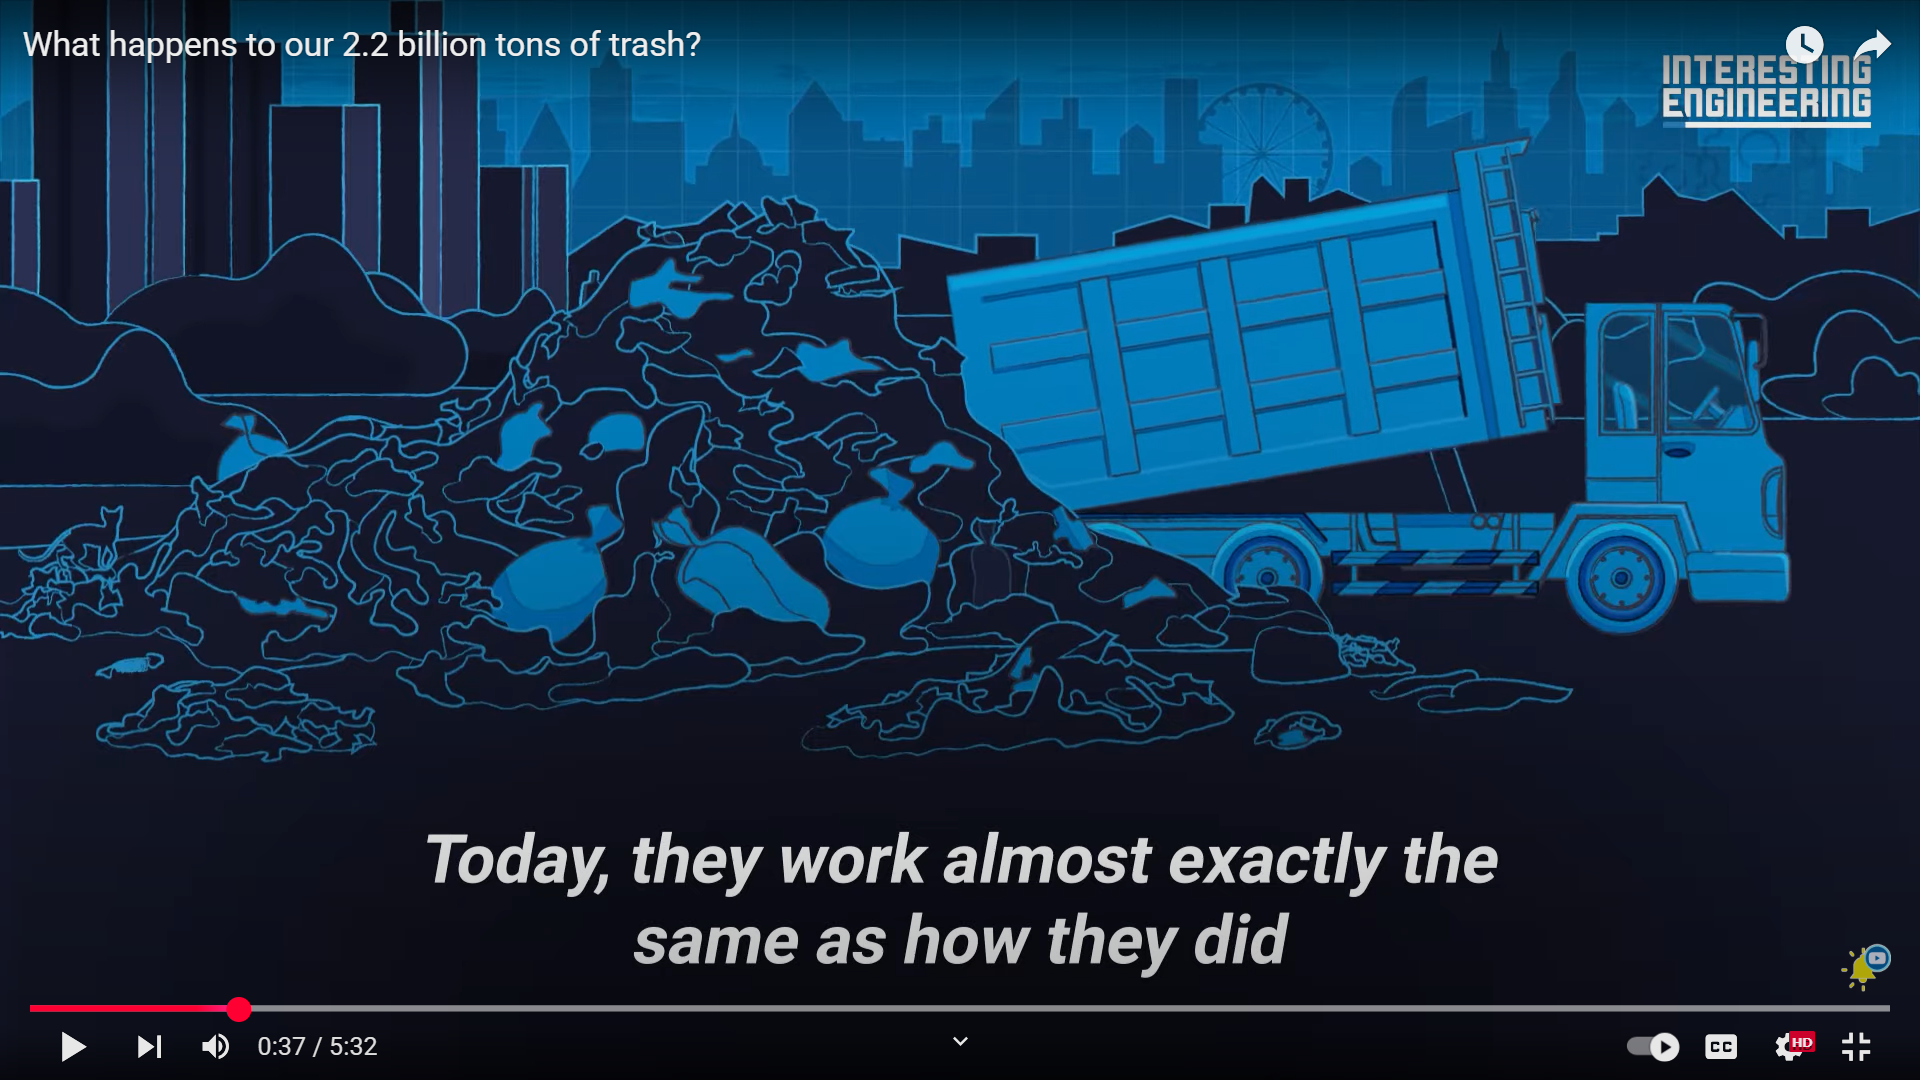 What happens to our 2.2 billion tons of trash?
INTERESTING
ENGINEERING
Today, they work almost exactly the
same as how they did
0:37 / 5:32
CC
HD